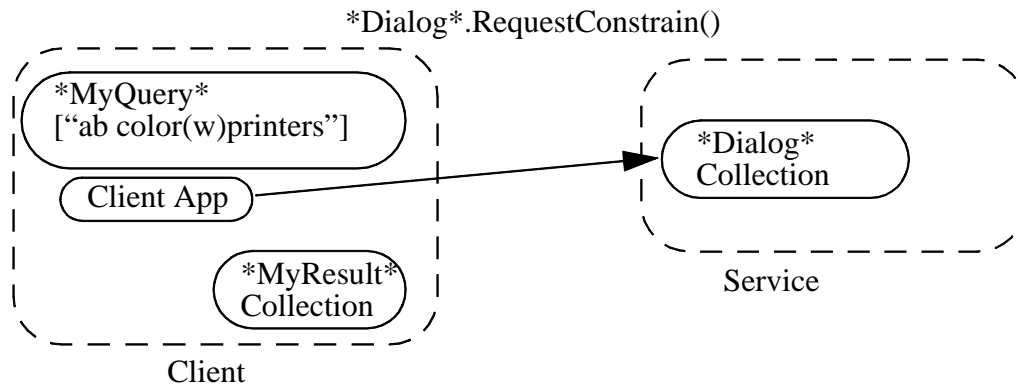 *Dialog*.RequestConstrain()
*MyQuery*
[“ab color(w)printers”]
Client App
*MyResult*
Collection
Client
*Dialog*
Collection
Service